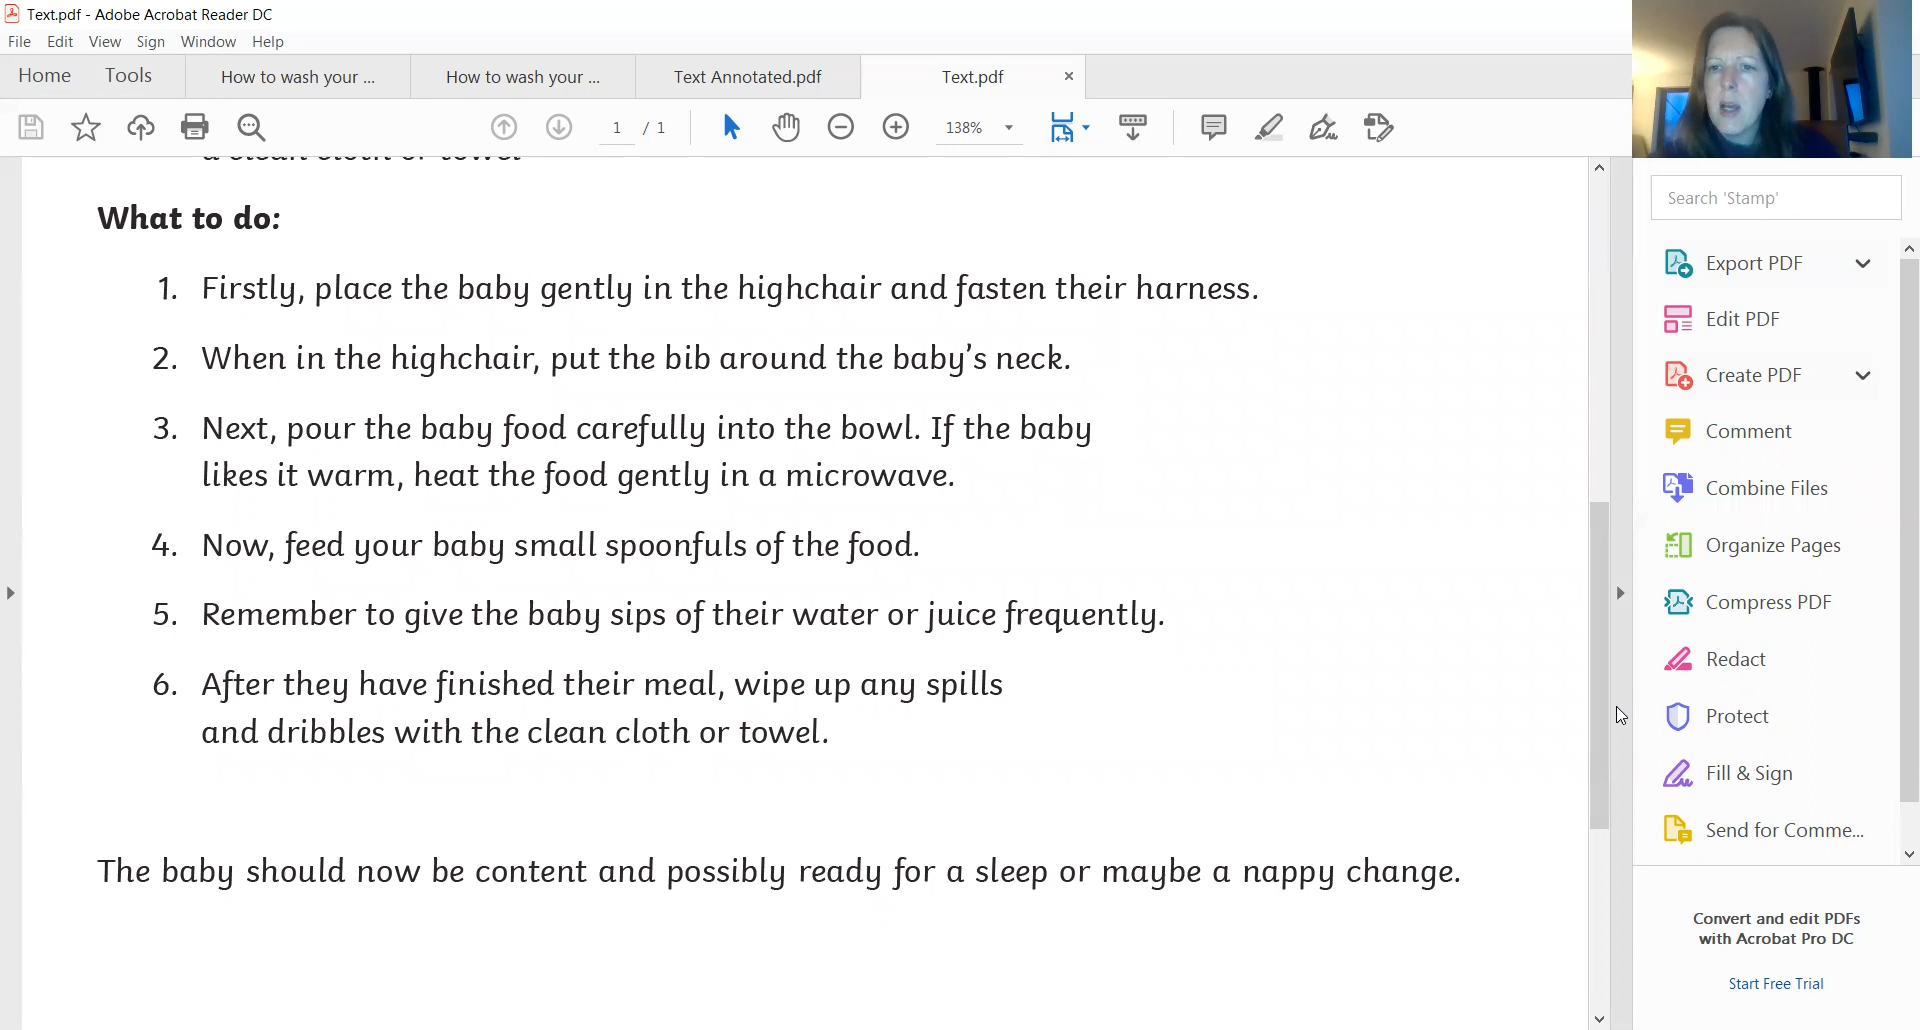 Text.pdf - Adobe Acrobat Reader DC
File Edit View Sign Window Help
Home Tools How to wash your ... How to wash your ... Text Annotated.pdf Text.pdf ×
1 / 1 138%
a clean cloth or towel
What to do:
1. Firstly, place the baby gently in the highchair and fasten their harness.
2. When in the highchair, put the bib around the baby’s neck.
3. Next, pour the baby food carefully into the bowl. If the baby
likes it warm, heat the food gently in a microwave.
4. Now, feed your baby small spoonfuls of the food.
5. Remember to give the baby sips of their water or juice frequently.
6. After they have finished their meal, wipe up any spills
and dribbles with the clean cloth or towel.
The baby should now be content and possibly ready for a sleep or maybe a nappy change.
Search 'Stamp'
Export PDF
Edit PDF
Create PDF
Comment
Combine Files
Organize Pages
Compress PDF
Redact
Protect
Fill & Sign
Send for Comme...
Convert and edit PDFs
with Acrobat Pro DC
Start Free Trial